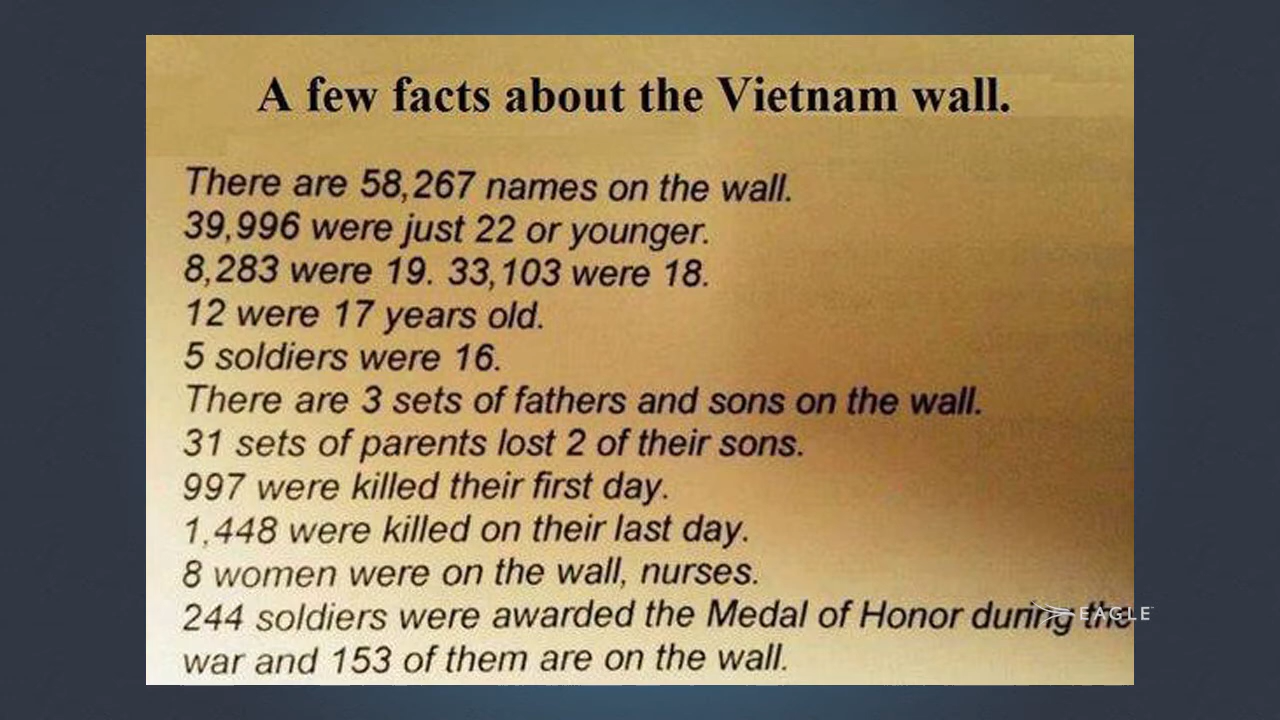 A few facts about the Vietnam wall.
There are 58,267 names on the wall.
39,996 were just 22 or younger.
8,283 were 19. 33,103 were 18.
12 were 17 years old.
5 soldiers were 16.
There are 3 sets of fathers and sons on the wall.
31 sets of parents lost 2 of their sons.
997 were killed their first day.
1,448 were killed on their last day.
8 women were on the wall, nurses.
244 soldiers were awarded the Medal of Honor during the
EAGLE
war and 153 of them are on the wall.